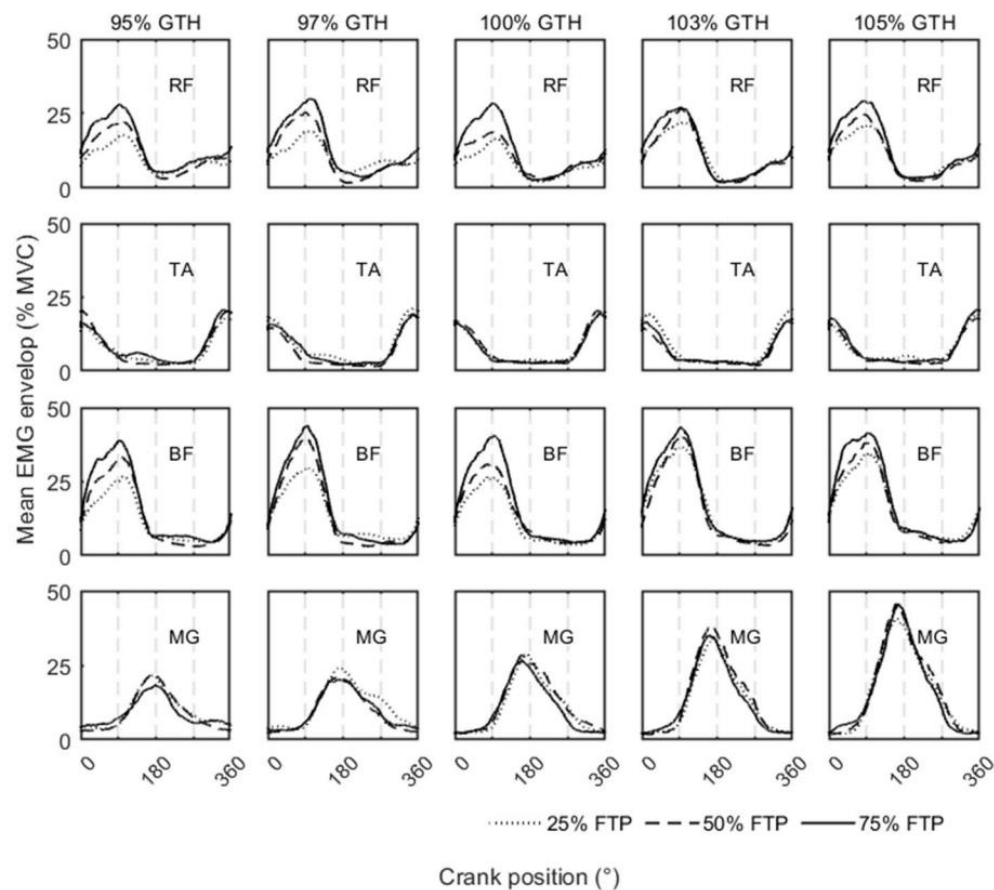 95% GTH 97% GTH 100% GTH 103% GTH 105% GTH
50
25
0
RF RF RF RF RF
50
25
0
TA TA TA TA TA
50
25
0
BF BF BF BF BF
50
25
0
MG MG MG MG MG
0 180 360 0 180 360 0 180 360 0 180 360 0 180 360
Mean EMG envelop (% MVC)
25% FTP 50% FTP 75% FTP
Crank position (°)